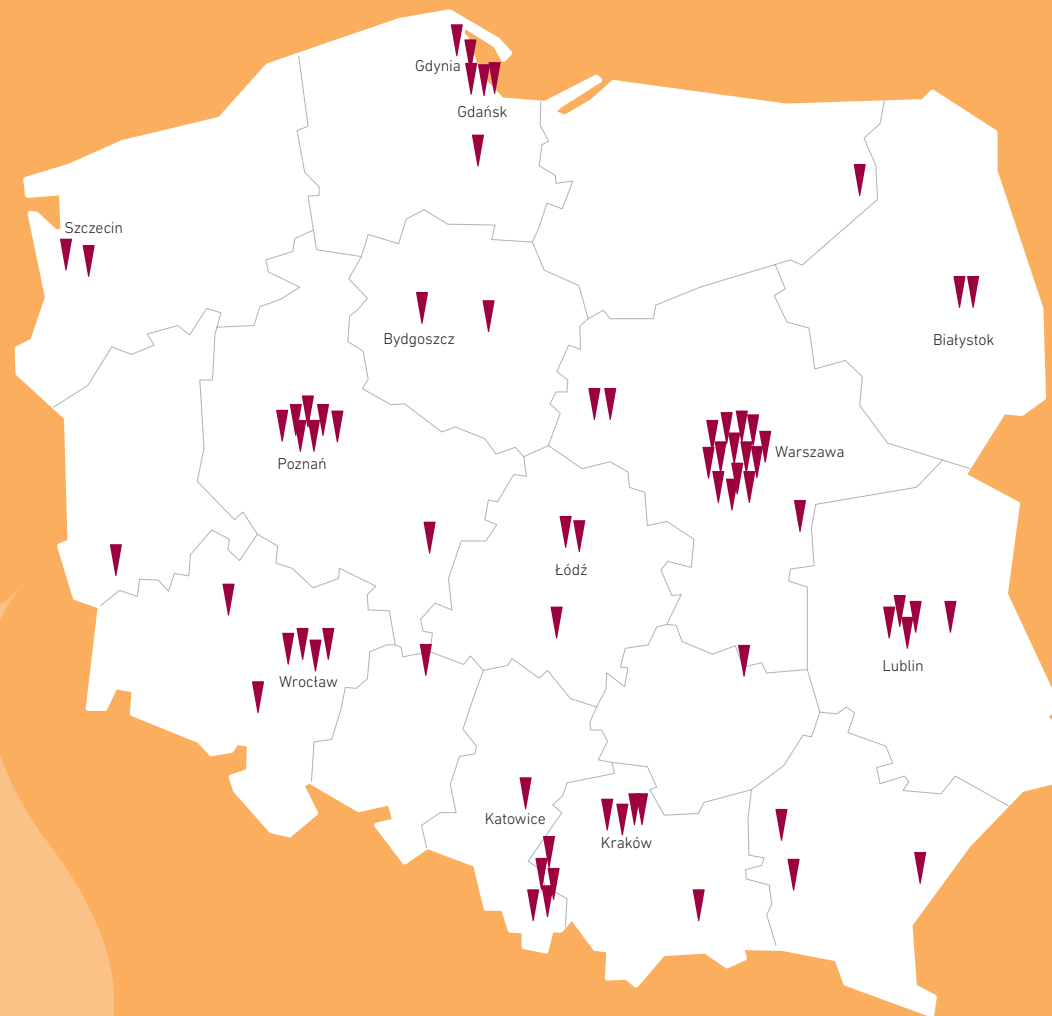 Gdynia
Gdańsk
Szczecin
Bydgoszcz
Białystok
Poznań
Warszawa
Łódź
Lublin
Wrocław
Katowice
Kraków